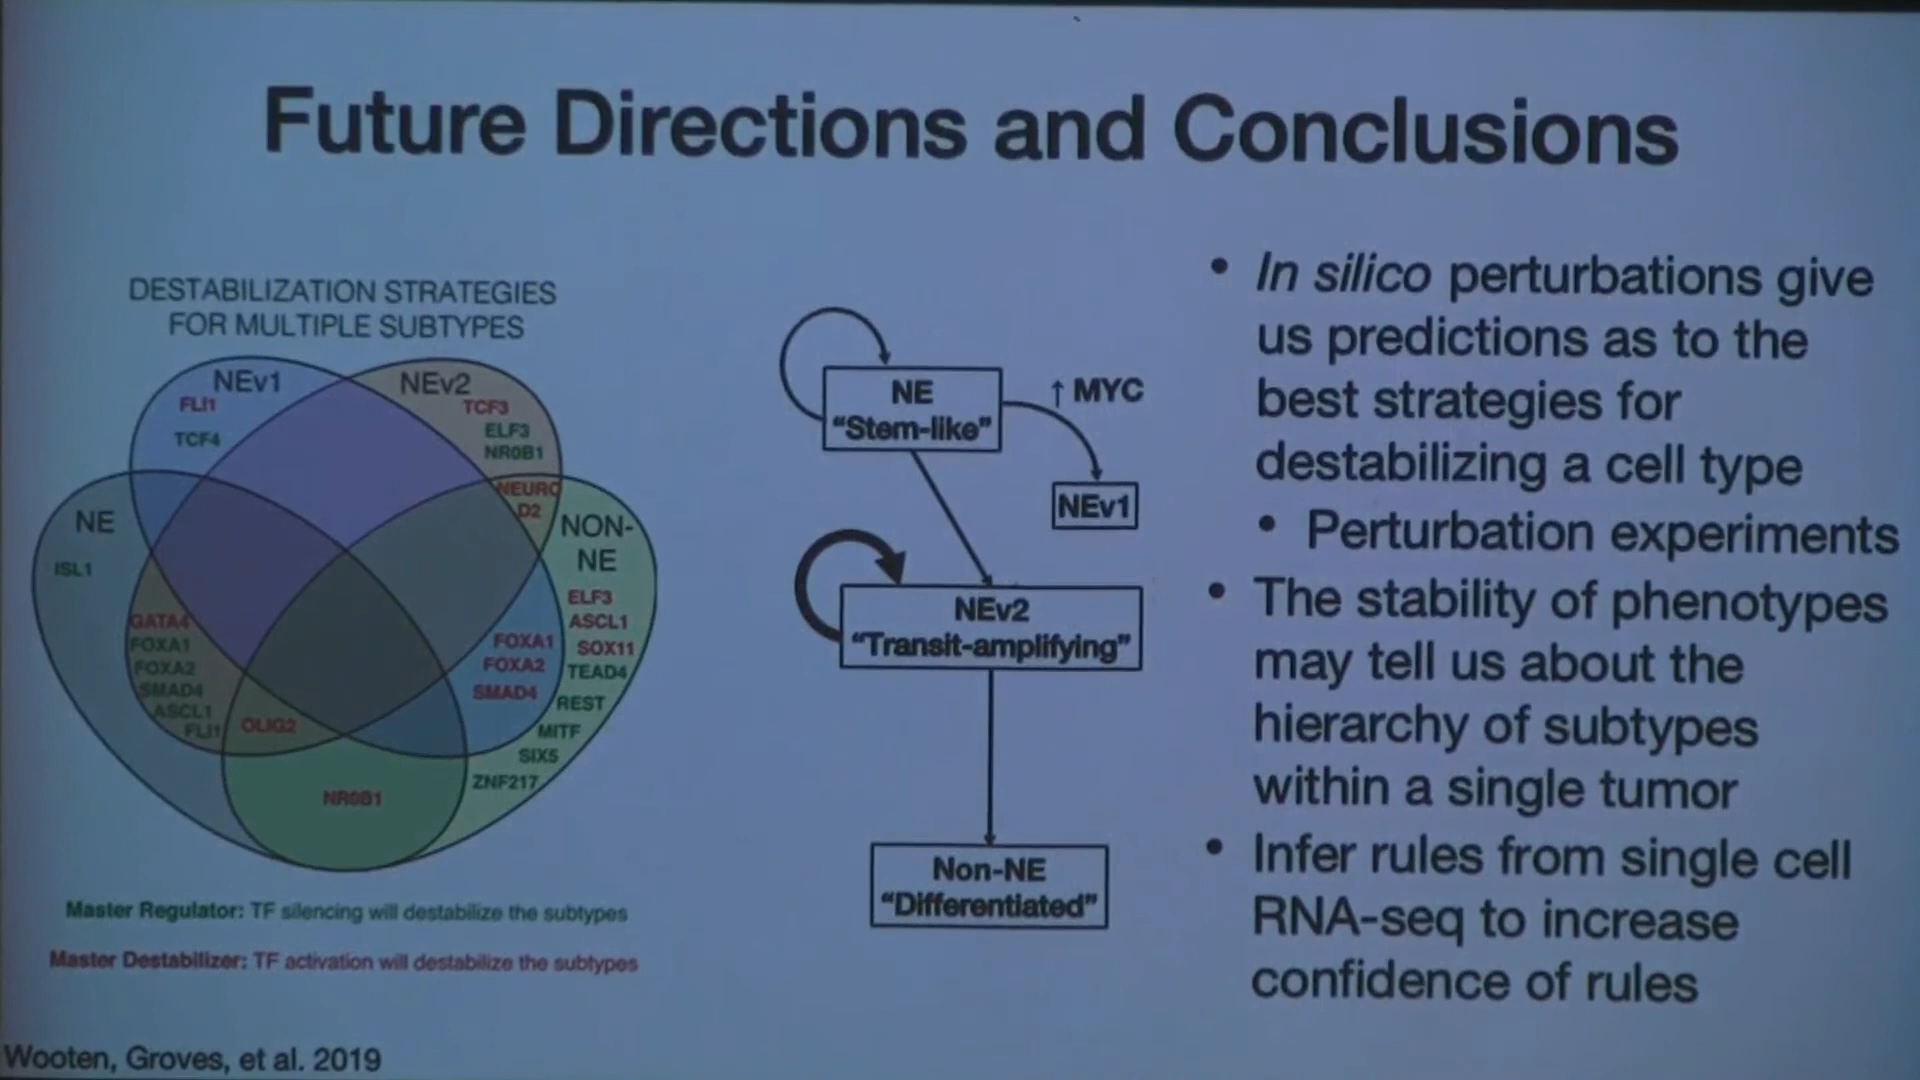 Future Directions and Conclusions
DESTABILIZATION STRATEGIES
FOR MULTIPLE SUBTYPES
NEv1
FLI1
TCF4
NEv2
TCF3
ELF3
NR0B1
NEURO
D2
NE
ISL1
NON-
NE
GATA4
FOXA1
FOXA2
SMAD4
ASCL1
FLI1
OLIG2
NR0B1
FOXA1
FOXA2
SMAD4
ELF3
ASCL1
SOX11
TEAD4
REST
MITF
SIX5
ZNF217
Master Regulator: TF silencing will destabilize the subtypes
Master Destabilizer: TF activation will destabilize the subtypes
Wooten, Groves, et al. 2019
NE
“Stem-like”
↑ MYC
NEv1
NEv2
“Transit-amplifying”
Non-NE
“Differentiated”
• In silico perturbations give
us predictions as to the
best strategies for
destabilizing a cell type
• Perturbation experiments
• The stability of phenotypes
may tell us about the
hierarchy of subtypes
within a single tumor
• Infer rules from single cell
RNA-seq to increase
confidence of rules